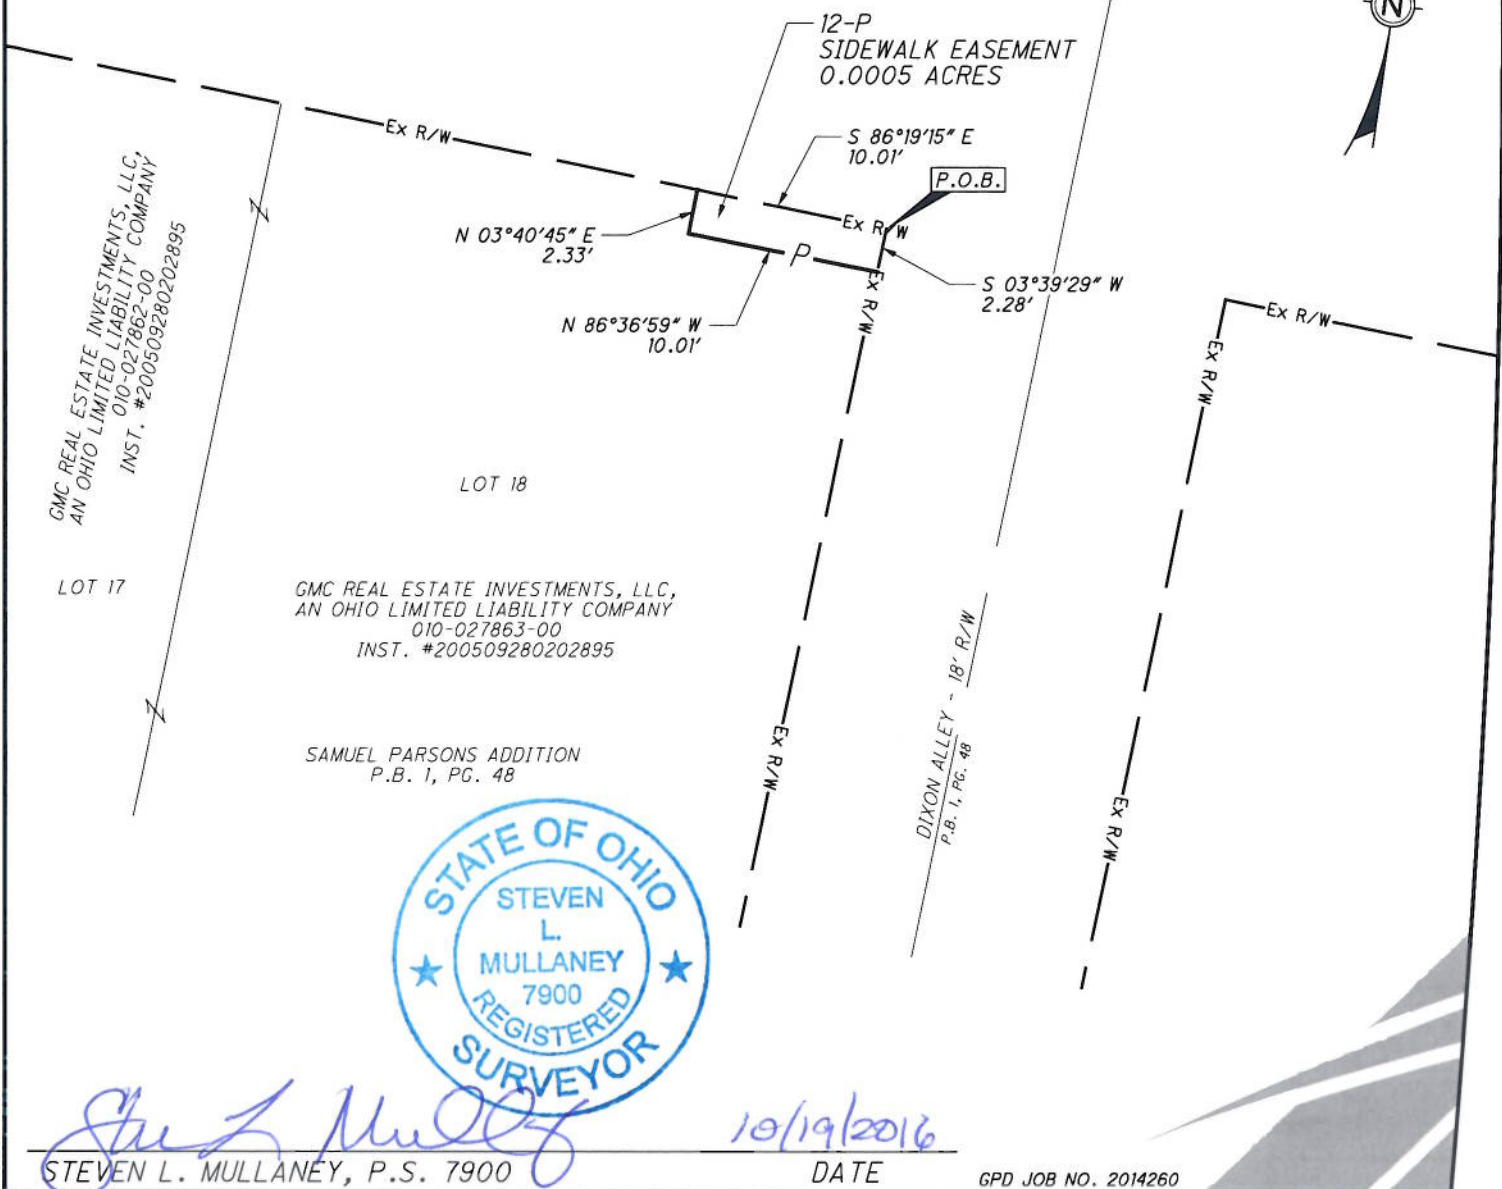 N
12-P
SIDEWALK EASEMENT
0.0005 ACRES
Ex R/W
S 86°19'15" E
10.01'
P.O.B.
Ex R/W
N 03°40'45" E
2.33'
P
S 03°39'29" W
2.28'
N 86°36'59" W
10.01'
Ex R/W
Ex R/W
Ex R/W
GMC REAL ESTATE INVESTMENTS, LLC,
AN OHIO LIMITED LIABILITY COMPANY
010-027862-00
INST. #200509280202895
LOT 18
LOT 17
GMC REAL ESTATE INVESTMENTS, LLC,
AN OHIO LIMITED LIABILITY COMPANY
010-027863-00
INST. #200509280202895
DIXON ALLEY - 18' R/W
P.B. 1, PG. 48
SAMUEL PARSONS ADDITION
P.B. 1, PG. 48
Ex R/W
Ex R/W
STATE OF OHIO
STEVEN
L.
MULLANEY
7900
REGISTERED
SURVEYOR
10/19/2016
STEVEN L. MULLANEY, P.S. 7900
DATE
GPD JOB NO. 2014260